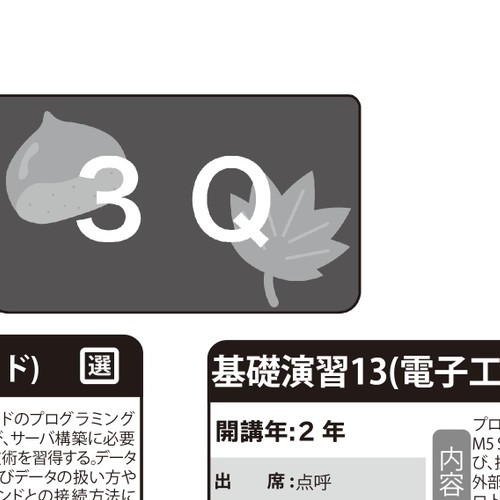 3 Q
ド) 選
ドのプログラミング
、サーバ構築に必要
術を習得する。データ
びデータの扱い方や
ンドとの接続方法に
基礎演習13(電子工
開講年:2 年
出 席:点呼
内容
プロ
M5S
び、
外部